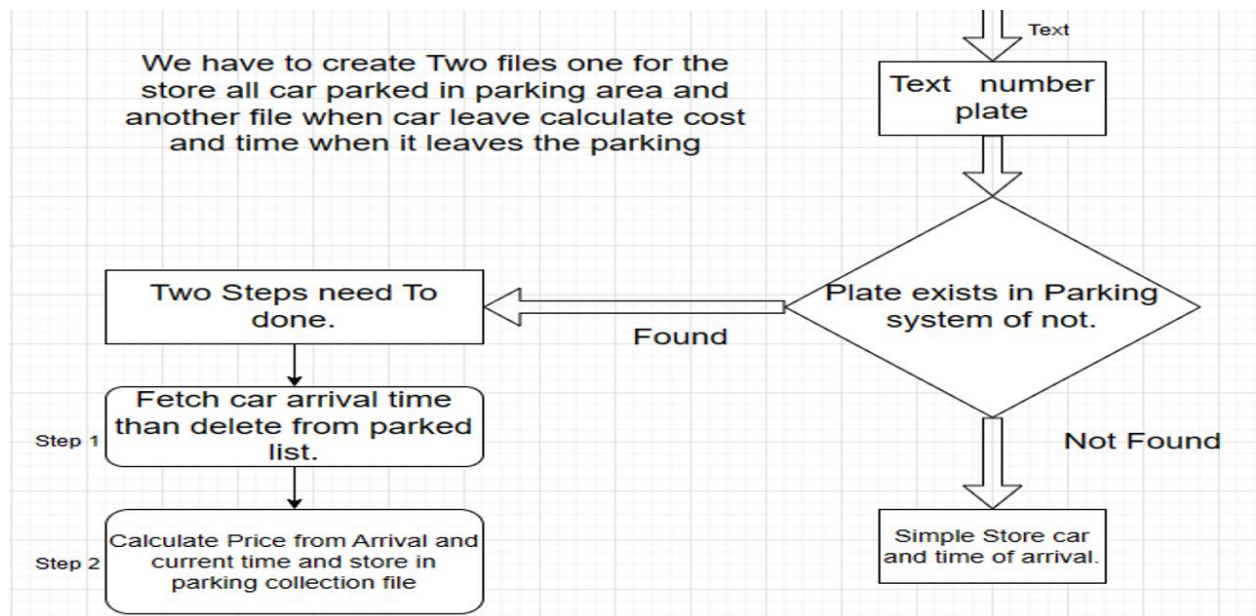 Text
We have to create Two files one for the
store all car parked in parking area and
another file when car leave calculate cost
and time when it leaves the parking
Text number
plate
Plate exists in Parking
system of not.
Found
Two Steps need To
done.
Step 1
Fetch car arrival time
than delete from parked
list.
Step 2
Calculate Price from Arrival and
current time and store in
parking collection file
Not Found
Simple Store car
and time of arrival.